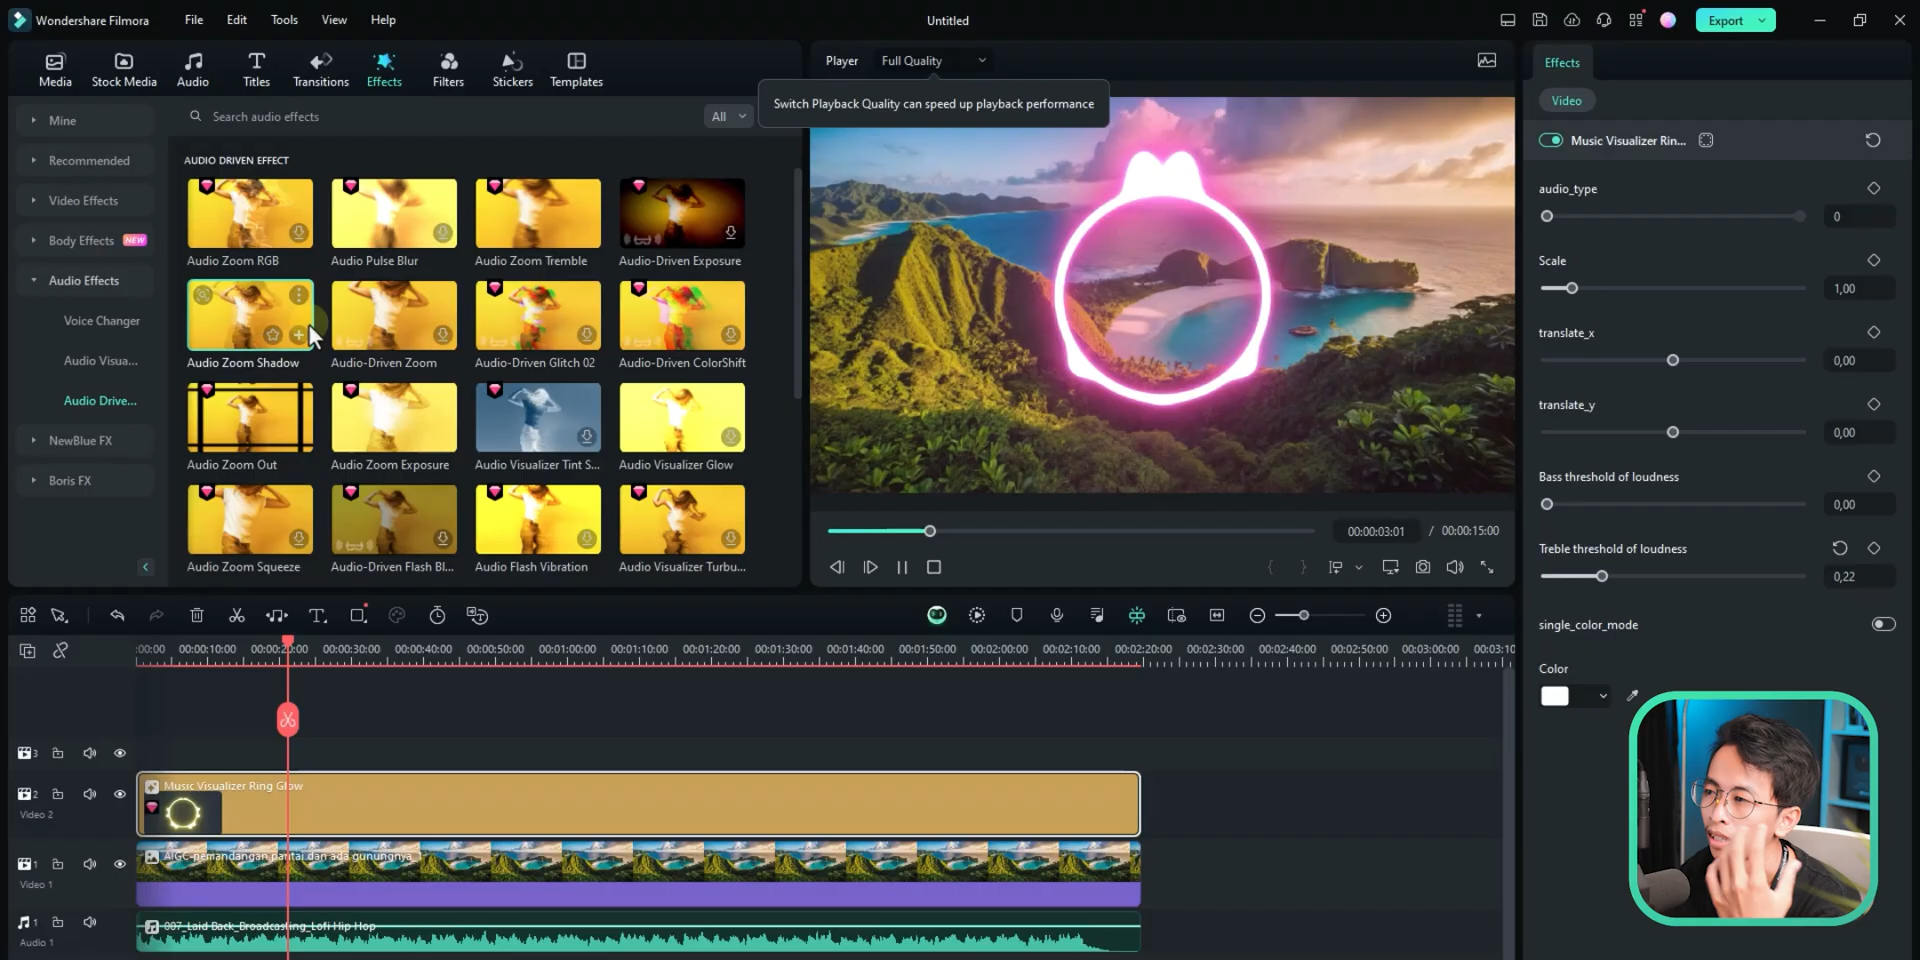 Wondershare Filmora
File
Edit
Tools
View
Help
Untitled
Export
Media
Stock Media
Audio
Titles
Transitions
Effects
Filters
Stickers
Templates
Player
Full Quality
Switch Playback Quality can speed up playback performance
Effects
Video
Mine
Recommended
Video Effects
Body Effects
NEW
Audio Effects
Voice Changer
Audio Visua...
Audio Drive...
NewBlue FX
Boris FX
Search audio effects
All
AUDIO DRIVEN EFFECT
Audio Zoom RGB
Audio Pulse Blur
Audio Zoom Tremble
Audio-Driven Exposure
Audio Zoom Shadow
Audio-Driven Zoom
Audio-Driven Glitch 02
Audio-Driven ColorShift
Audio Zoom Out
Audio Zoom Exposure
Audio Visualizer Tint S...
Audio Visualizer Glow
Audio Zoom Squeeze
Audio-Driven Flash Bl...
Audio Flash Vibration
Audio Visualizer Turbu...
00:00:03:01 / 00:00:15:00
Music Visualizer Rin...
audio_type
0
Scale
1,00
translate_x
0,00
translate_y
0,00
Bass threshold of loudness
0,00
Treble threshold of loudness
0,22
single_color_mode
Color
:00:00 00:00:10:00 00:00:20:00 00:00:30:00 00:00:40:00 00:00:50:00 00:01:00:00 00:01:10:00 00:01:20:00 00:01:30:00 00:01:40:00 00:01:50:00 00:02:00:00 00:02:10:00 00:02:20:00 00:02:30:00 00:02:40:00 00:02:50:00 00:03:00:00 00:03:10
3
2
Video 2
Music Visualizer Ring Glow
1
Video 1
AIGC-pemandangan pantai dan ada gunungnya_1
1
Audio 1
007_Laid Back_Broadcasting_Lofi Hip Hop